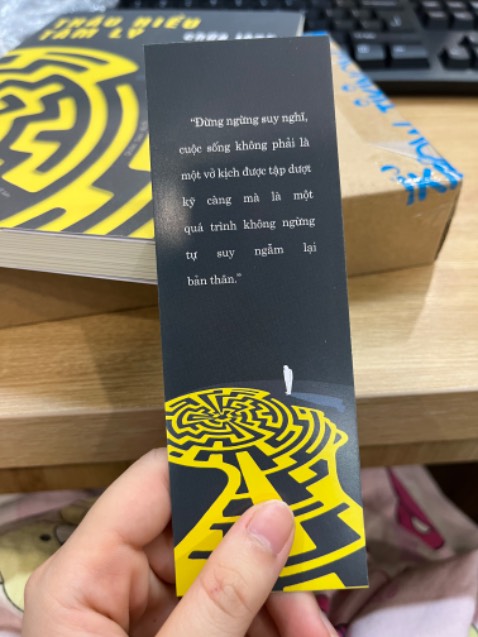 THẤU HIỂU
TÂM LÝ
"Đừng ngừng suy nghĩ,
cuộc sống không phải là
một vở kịch được tập dượt
kỹ càng mà là một
quá trình không ngừng
tự suy ngẫm lại
bản thân."